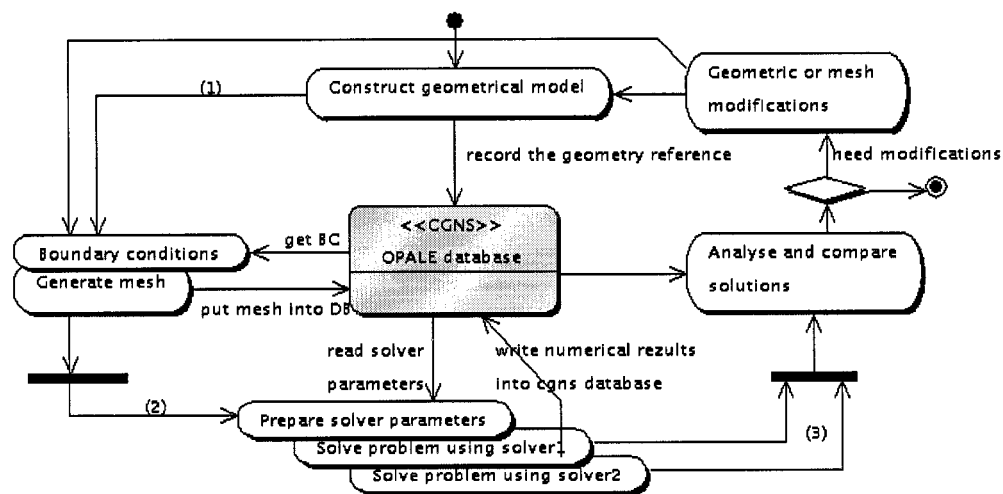 Construct geometrical model
Geometric or mesh
modifications
(1)
record the geometry reference
need modifications
<<CGNS>>
OPALE database
get BC
Boundary conditions
Generate mesh
put mesh into DB
Analyse and compare
solutions
read solver
parameters
write numerical rezults
into cgns database
(2)
Prepare solver parameters
Solve problem using solver1
Solve problem using solver2
(3)